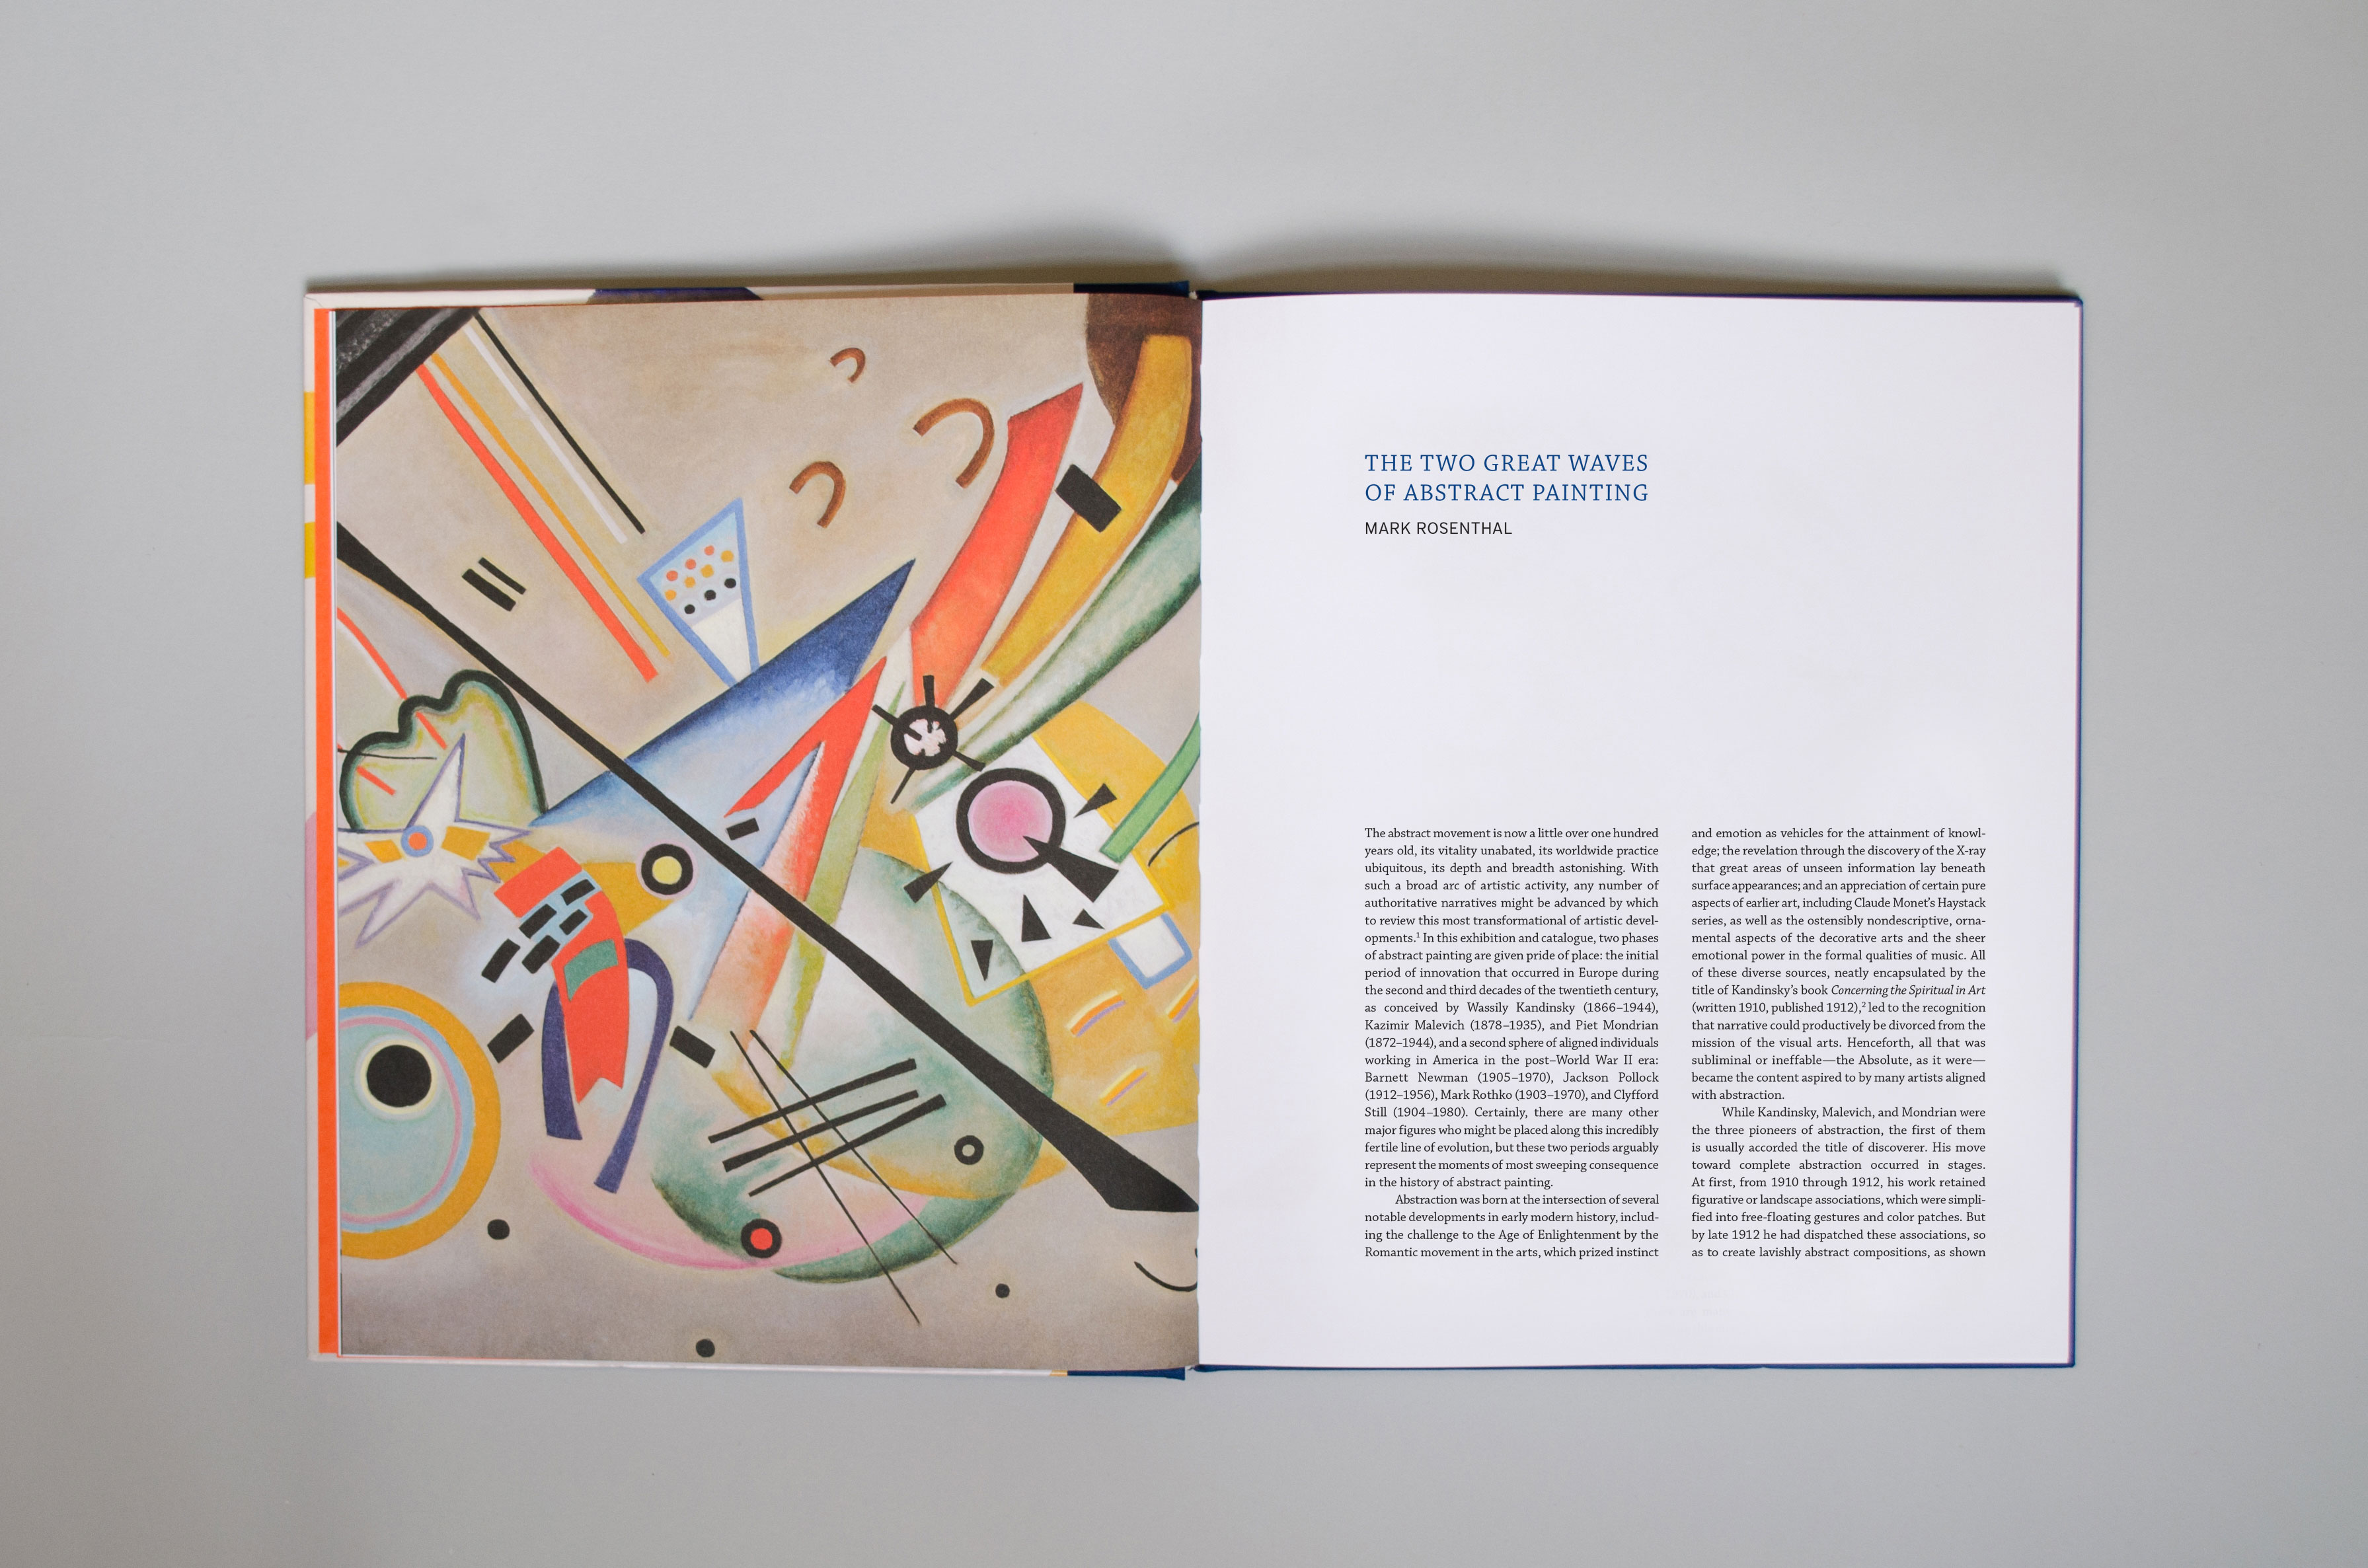 THE TWO GREAT WAVES
OF ABSTRACT PAINTING
MARK ROSENTHAL
The abstract movement is now a little over one hundred
years old, its vitality unabated, its worldwide practice
ubiquitous, its depth and breadth astonishing. With
such a broad arc of artistic activity, any number of
authoritative narratives might be advanced by which
to review this most transformational of artistic devel-
opments.¹ In this exhibition and catalogue, two phases
of abstract painting are given pride of place: the initial
period of innovation that occurred in Europe during
the second and third decades of the twentieth century,
as conceived by Wassily Kandinsky (1866–1944),
Kazimir Malevich (1878–1935), and Piet Mondrian
(1872–1944), and a second sphere of aligned individuals
working in America in the post–World War II era:
Barnett Newman (1905–1970), Jackson Pollock
(1912–1956), Mark Rothko (1903–1970), and Clyfford
Still (1904–1980). Certainly, there are many other
major figures who might be placed along this incredibly
fertile line of evolution, but these two periods arguably
represent the moments of most sweeping consequence
in the history of abstract painting.
Abstraction was born at the intersection of several
notable developments in early modern history, includ-
ing the challenge to the Age of Enlightenment by the
Romantic movement in the arts, which prized instinct
and emotion as vehicles for the attainment of knowl-
edge; the revelation through the discovery of the X-ray
that great areas of unseen information lay beneath
surface appearances; and an appreciation of certain pure
aspects of earlier art, including Claude Monet's Haystack
series, as well as the ostensibly nondescriptive, orna-
mental aspects of the decorative arts and the sheer
emotional power in the formal qualities of music. All
of these diverse sources, neatly encapsulated by the
title of Kandinsky's book Concerning the Spiritual in Art
(written 1910, published 1912),² led to the recognition
that narrative could productively be divorced from the
mission of the visual arts. Henceforth, all that was
subliminal or ineffable—the Absolute, as it were—
became the content aspired to by many artists aligned
with abstraction.
While Kandinsky, Malevich, and Mondrian were
the three pioneers of abstraction, the first of them
is usually accorded the title of discoverer. His move
toward complete abstraction occurred in stages.
At first, from 1910 through 1912, his work retained
figurative or landscape associations, which were simpli-
fied into free-floating gestures and color patches. But
by late 1912 he had dispatched these associations, so
as to create lavishly abstract compositions, as shown